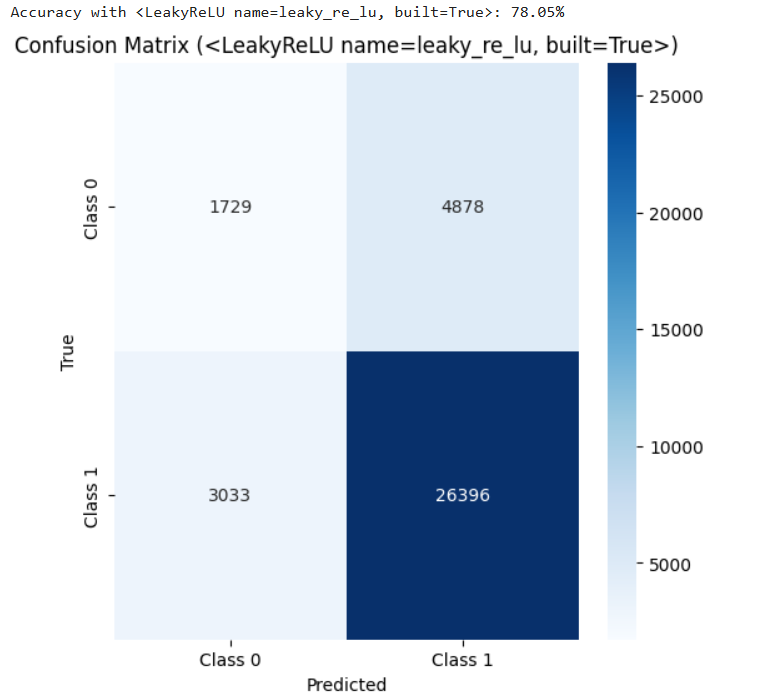 Accuracy with <LeakyReLU name=leaky_re_lu, built=True>: 78.05%
Confusion Matrix (<LeakyReLU name=leaky_re_lu, built=True>)
25000
20000
15000
10000
5000
True
Class 0
1729
4878
Class 1
3033
26396
Class 0
Class 1
Predicted